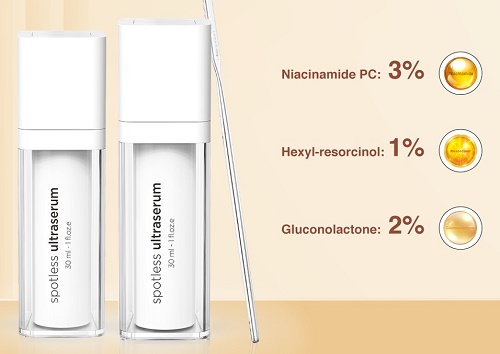 spotless ultraserum
30 ml - 1 fl.oz.e
spotless ultraserum
30 ml - 1 fl.oz.e
Niacinamide PC: 3%
Niacinamide
Hexyl-resorcinol: 1%
Gluconolactone: 2%